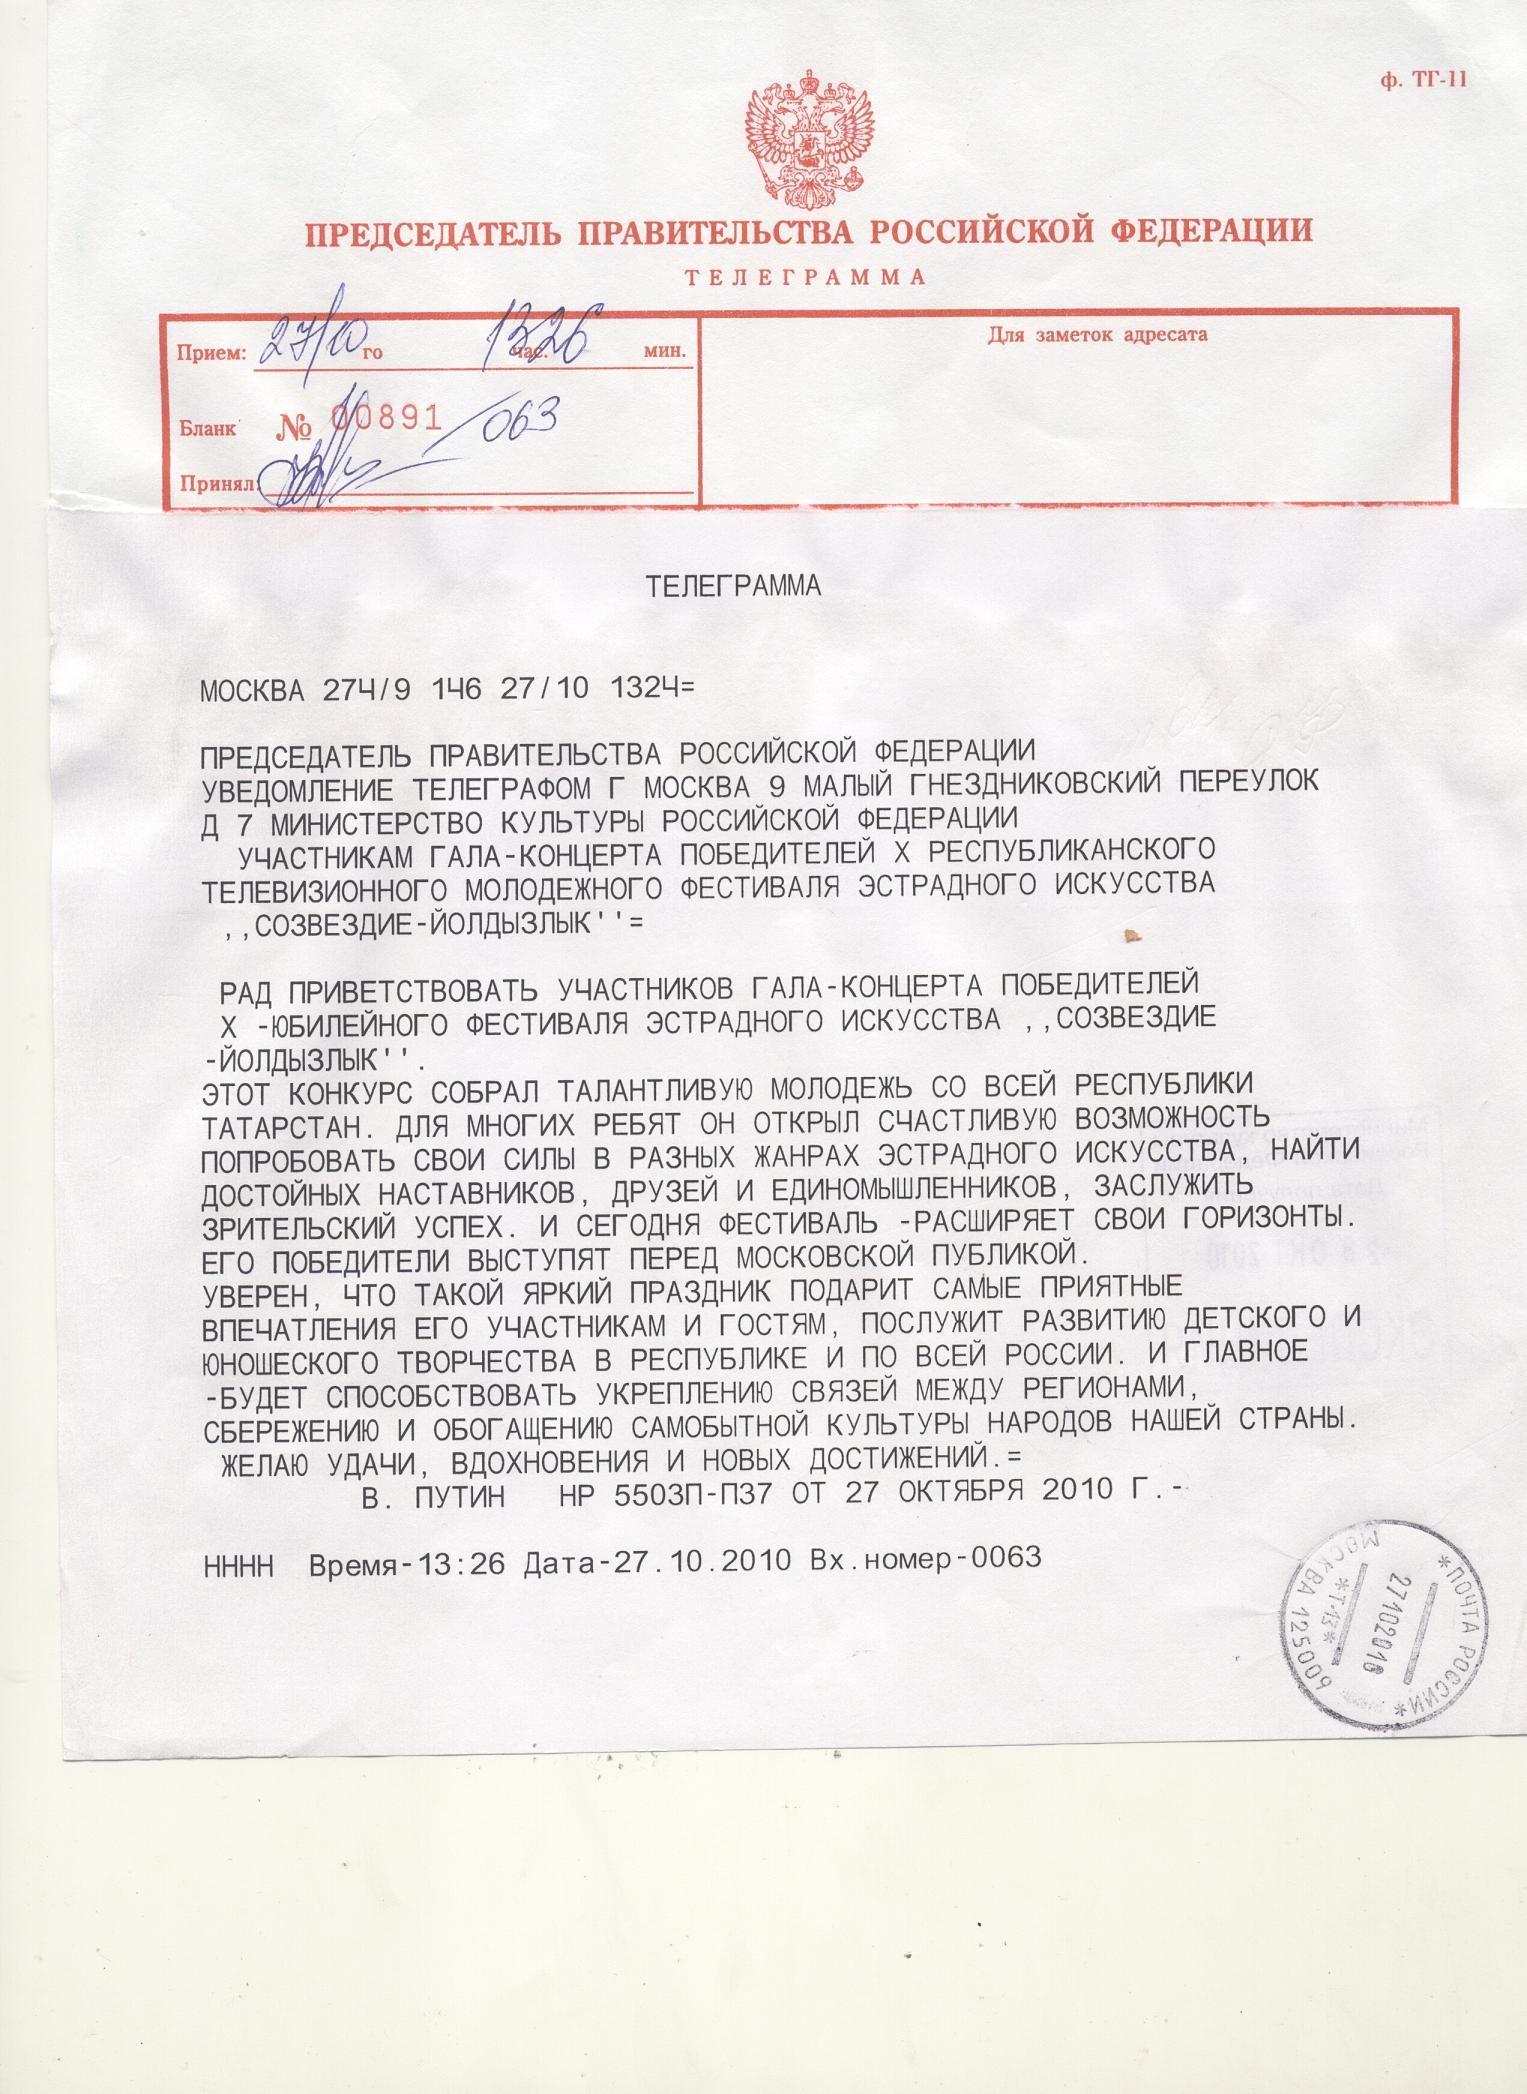 ф. ТГ-11
ПРЕДСЕДАТЕЛЬ ПРАВИТЕЛЬСТВА РОССИЙСКОЙ ФЕДЕРАЦИИ
ТЕЛЕГРАММА
Прием: 27/10 го 13 час. 26 мин.
Для заметок адресата
Бланк № 00891 /063
Принял:
ТЕЛЕГРАММА
МОСКВА 274/9 146 27/10 1324=
ПРЕДСЕДАТЕЛЬ ПРАВИТЕЛЬСТВА РОССИЙСКОЙ ФЕДЕРАЦИИ
УВЕДОМЛЕНИЕ ТЕЛЕГРАФОМ Г МОСКВА 9 МАЛЫЙ ГНЕЗДНИКОВСКИЙ ПЕРЕУЛОК
Д 7 МИНИСТЕРСТВО КУЛЬТУРЫ РОССИЙСКОЙ ФЕДЕРАЦИИ
УЧАСТНИКАМ ГАЛА-КОНЦЕРТА ПОБЕДИТЕЛЕЙ Х РЕСПУБЛИКАНСКОГО
ТЕЛЕВИЗИОННОГО МОЛОДЕЖНОГО ФЕСТИВАЛЯ ЭСТРАДНОГО ИСКУССТВА
,,СОЗВЕЗДИЕ-ЙОЛДЫЗЛЫК''=
РАД ПРИВЕТСТВОВАТЬ УЧАСТНИКОВ ГАЛА-КОНЦЕРТА ПОБЕДИТЕЛЕЙ
Х -ЮБИЛЕЙНОГО ФЕСТИВАЛЯ ЭСТРАДНОГО ИСКУССТВА ,,СОЗВЕЗДИЕ
-ЙОЛДЫЗЛЫК''.
ЭТОТ КОНКУРС СОБРАЛ ТАЛАНТЛИВУЮ МОЛОДЕЖЬ СО ВСЕЙ РЕСПУБЛИКИ
ТАТАРСТАН. ДЛЯ МНОГИХ РЕБЯТ ОН ОТКРЫЛ СЧАСТЛИВУЮ ВОЗМОЖНОСТЬ
ПОПРОБОВАТЬ СВОИ СИЛЫ В РАЗНЫХ ЖАНРАХ ЭСТРАДНОГО ИСКУССТВА, НАЙТИ
ДОСТОЙНЫХ НАСТАВНИКОВ, ДРУЗЕЙ И ЕДИНОМЫШЛЕННИКОВ, ЗАСЛУЖИТЬ
ЗРИТЕЛЬСКИЙ УСПЕХ. И СЕГОДНЯ ФЕСТИВАЛЬ -РАСШИРЯЕТ СВОИ ГОРИЗОНТЫ.
ЕГО ПОБЕДИТЕЛИ ВЫСТУПЯТ ПЕРЕД МОСКОВСКОЙ ПУБЛИКОЙ.
УВЕРЕН, ЧТО ТАКОЙ ЯРКИЙ ПРАЗДНИК ПОДАРИТ САМЫЕ ПРИЯТНЫЕ
ВПЕЧАТЛЕНИЯ ЕГО УЧАСТНИКАМ И ГОСТЯМ, ПОСЛУЖИТ РАЗВИТИЮ ДЕТСКОГО И
ЮНОШЕСКОГО ТВОРЧЕСТВА В РЕСПУБЛИКЕ И ПО ВСЕЙ РОССИИ. И ГЛАВНОЕ
-БУДЕТ СПОСОБСТВОВАТЬ УКРЕПЛЕНИЮ СВЯЗЕЙ МЕЖДУ РЕГИОНАМИ,
СБЕРЕЖЕНИЮ И ОБОГАЩЕНИЮ САМОБЫТНОЙ КУЛЬТУРЫ НАРОДОВ НАШЕЙ СТРАНЫ.
ЖЕЛАЮ УДАЧИ, ВДОХНОВЕНИЯ И НОВЫХ ДОСТИЖЕНИЙ.=
В. ПУТИН НР 5503П-П37 ОТ 27 ОКТЯБРЯ 2010 Г.-
НННН Время-13:26 Дата-27.10.2010 Вх.номер-0063
*ПОЧТА РОССИИ*
27102010
*Т-13*
МОСКВА 125009